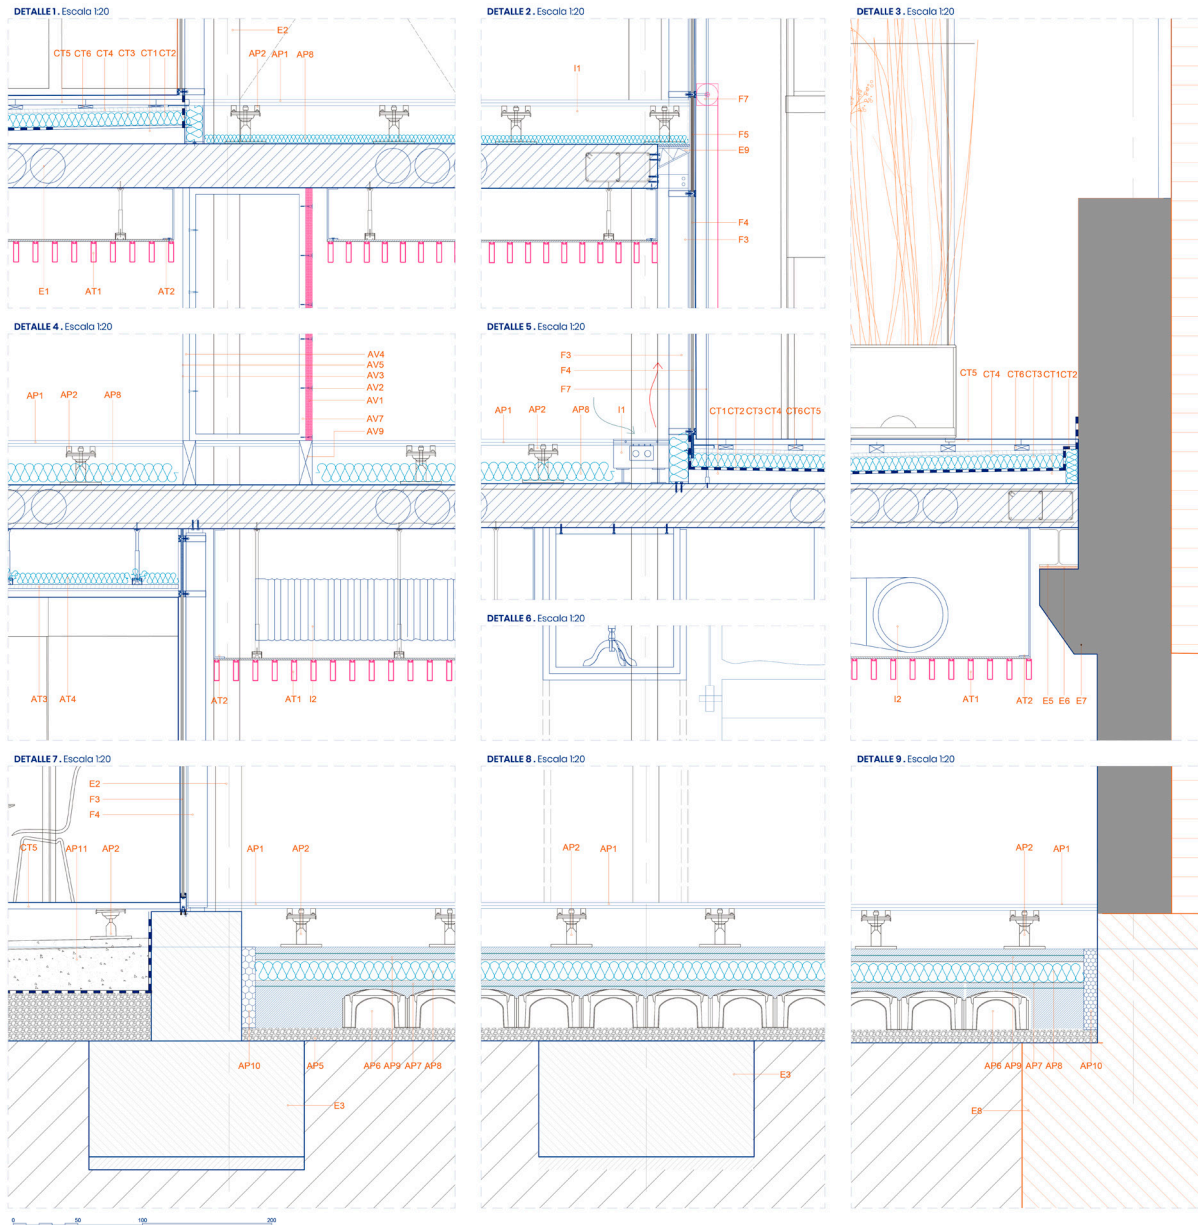 DETALLE 1 . Escala 1:20
E2
CT5 CT6 CT4 CT3 CT1 CT2
AP2 AP1 AP8
E1 AT1 AT2
DETALLE 2 . Escala 1:20
I1
F7
F5
E9
F4
F3
DETALLE 3 . Escala 1:20
CT5 CT4 CT6 CT3 CT1 CT2
I2 AT1 AT2 E5 E6 E7
DETALLE 4 . Escala 1:20
AV4
AV5
AV3
AV2
AV1
AV7
AV9
AP1 AP2 AP8
AT3 AT4 AT2 AT1 I2
DETALLE 5 . Escala 1:20
F3
F4
F7
AP1 AP2 AP8 I1
CT1 CT2 CT3 CT4 CT6 CT5
DETALLE 6 . Escala 1:20
DETALLE 7 . Escala 1:20
E2
F3
F4
CT5 AP11 AP2 AP1 AP2
AP10 AP5 AP6 AP9 AP7 AP8
E3
DETALLE 8 . Escala 1:20
AP2 AP1
E3
DETALLE 9 . Escala 1:20
AP2 AP1
AP6 AP9 AP7 AP8 AP10
E8
0 50 100 200